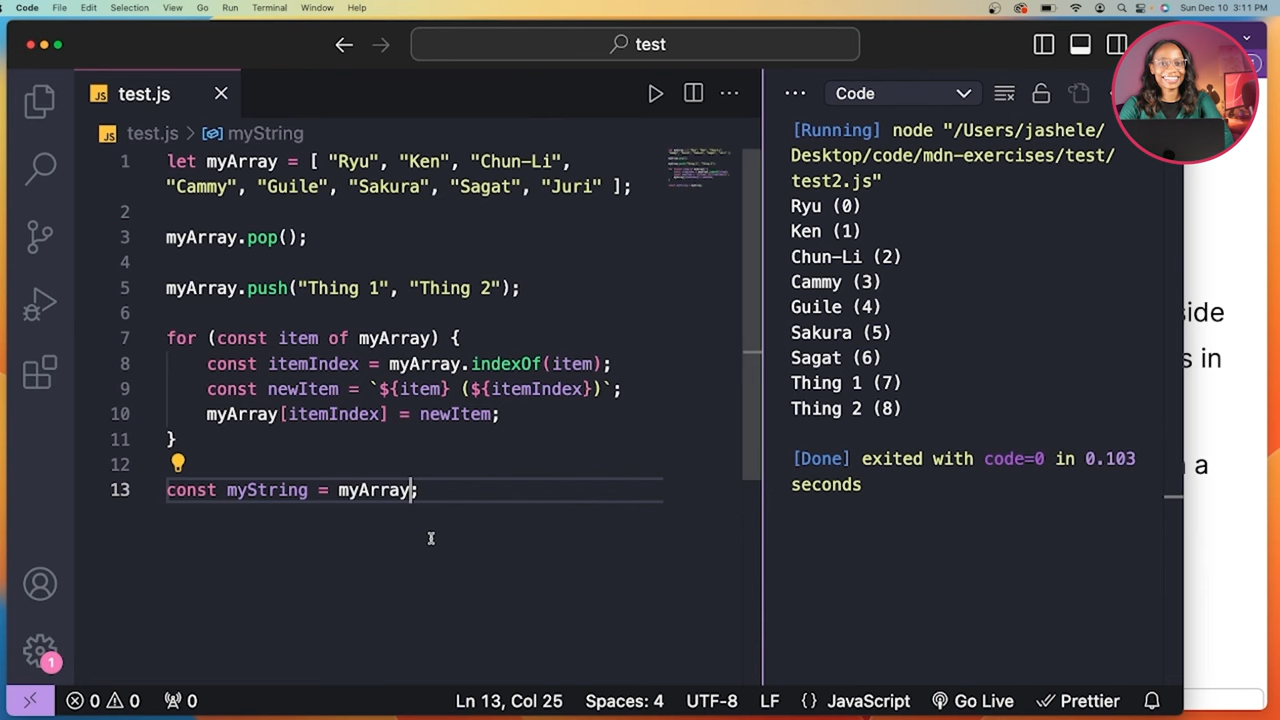 Code File Edit Selection View Go Run Terminal Window Help Sun Dec 10 3:11 PM
test
test.js
Code
test.js > myString
1 let myArray = [ "Ryu", "Ken", "Chun-Li",
"Cammy", "Guile", "Sakura", "Sagat", "Juri" ];
2
3 myArray.pop();
4
5 myArray.push("Thing 1", "Thing 2");
6
7 for (const item of myArray) {
8 const itemIndex = myArray.indexOf(item);
9 const newItem = `${item} (${itemIndex})`;
10 myArray[itemIndex] = newItem;
11 }
12
13 const myString = myArray;
[Running] node "/Users/jashele/
Desktop/code/mdn-exercises/test/
test2.js"
Ryu (0)
Ken (1)
Chun-Li (2)
Cammy (3)
Guile (4)
Sakura (5)
Sagat (6)
Thing 1 (7)
Thing 2 (8)
[Done] exited with code=0 in 0.103
seconds
side
s in
a
1
0 0 0 Ln 13, Col 25 Spaces: 4 UTF-8 LF {} JavaScript Go Live Prettier